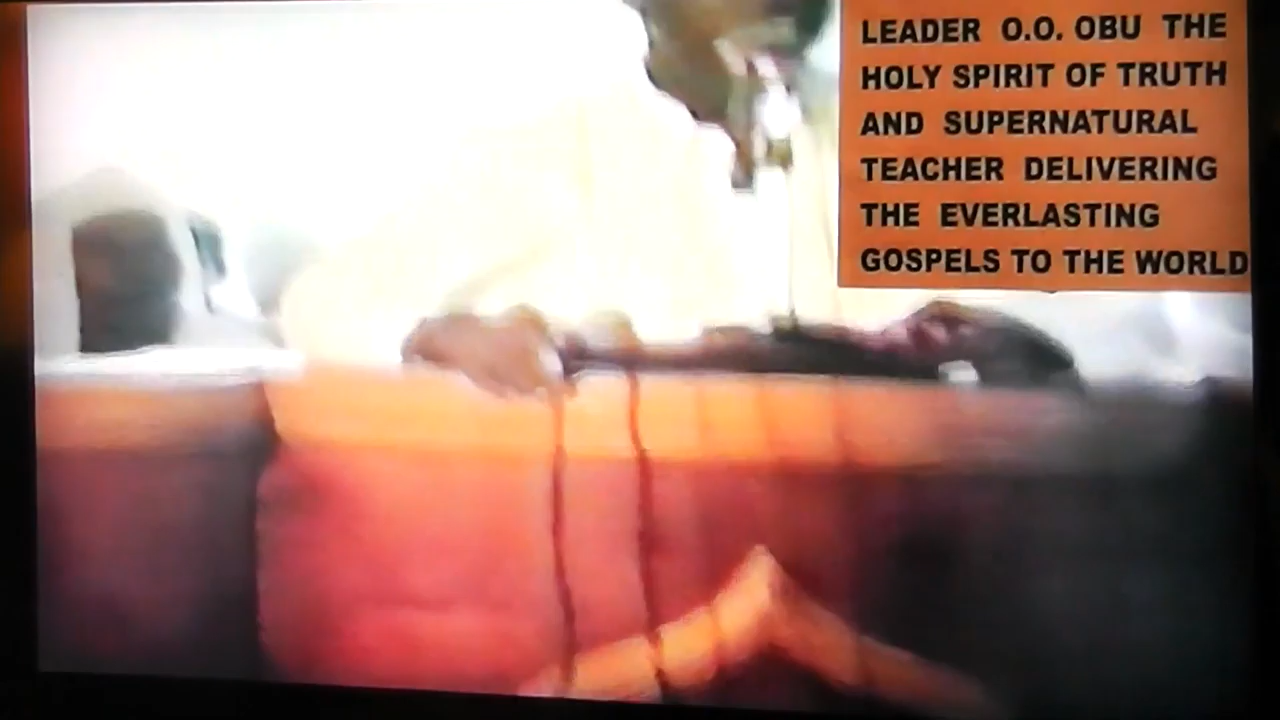 LEADER O.O. OBU THE
HOLY SPIRIT OF TRUTH
AND SUPERNATURAL
TEACHER DELIVERING
THE EVERLASTING
GOSPELS TO THE WORLD